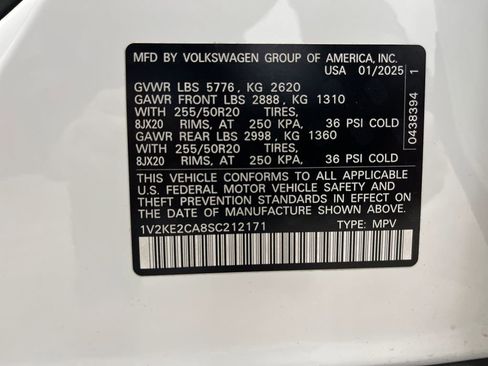 MFD BY VOLKSWAGEN GROUP OF AMERICA, INC.
USA 01/2025
GVWR LBS 5776, KG 2620
GAWR FRONT LBS 2888, KG 1310
WITH 255/50R20 TIRES,
8JX20 RIMS, AT 250 KPA, 36 PSI COLD
GAWR REAR LBS 2998, KG 1360
WITH 255/50R20 TIRES,
8JX20 RIMS, AT 250 KPA, 36 PSI COLD
THIS VEHICLE CONFORMS TO ALL APPLICABLE
U.S. FEDERAL MOTOR VEHICLE SAFETY AND
THEFT PREVENTION STANDARDS IN EFFECT ON
THE DATE OF MANUFACTURE SHOWN ABOVE.
1V2KE2CA8SC212171 TYPE: MPV
0438394 1